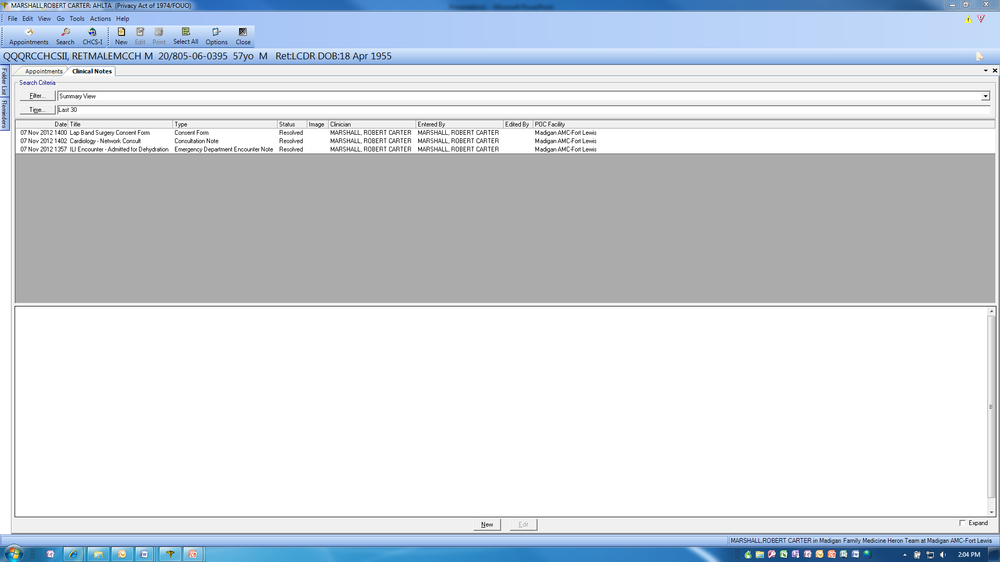 MARSHALL,ROBERT CARTER: AHLTA (Privacy Act of 1974/FOUO)
File Edit View Go Tools Actions Help
Appointments Search CHCS-I New Edit Print Select All Options Close
QQQRCCHCSII, RETMALEMCCH M 20/805-06-0395 57yo M Ret:LCDR DOB:18 Apr 1955
Folder List
Reminders
Appointments Clinical Notes
Search Criteria
Filter... Summary View
Time... Last 30
Date Title Type Status Image Clinician Entered By Edited By POC Facility
07 Nov 2012 1400 Lap Band Surgery Consent Form Consent Form Resolved MARSHALL, ROBERT CARTER MARSHALL, ROBERT CARTER Madigan AMC-Fort Lewis
07 Nov 2012 1402 Cardiology - Network Consult Consultation Note Resolved MARSHALL, ROBERT CARTER MARSHALL, ROBERT CARTER Madigan AMC-Fort Lewis
07 Nov 2012 1357 ILI Encounter - Admitted for Dehydration Emergency Department Encounter Note Resolved MARSHALL, ROBERT CARTER MARSHALL, ROBERT CARTER Madigan AMC-Fort Lewis
New Edit Expand
MARSHALL,ROBERT CARTER in Madigan Family Medicine Heron Team at Madigan AMC-Fort Lewis
2:04 PM